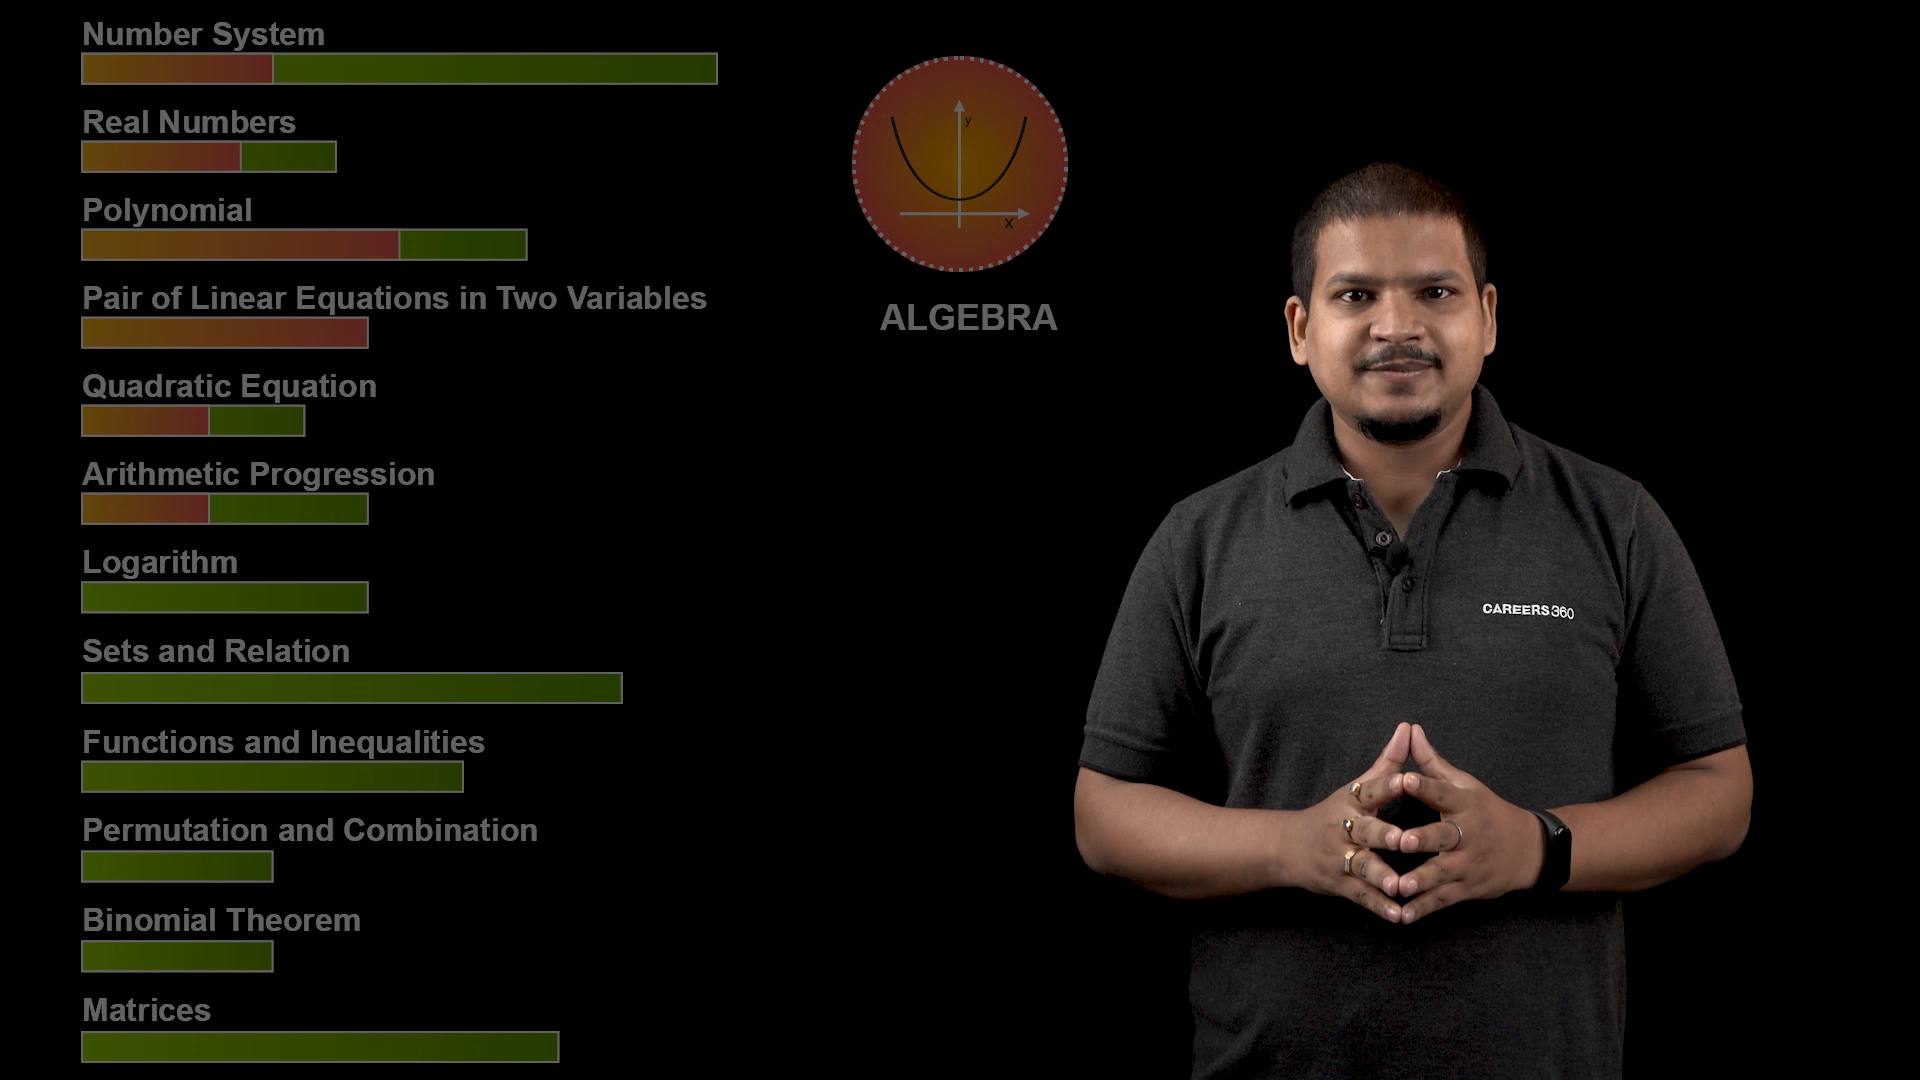 Number System
Real Numbers
Polynomial
Pair of Linear Equations in Two Variables
Quadratic Equation
Arithmetic Progression
Logarithm
Sets and Relation
Functions and Inequalities
Permutation and Combination
Binomial Theorem
Matrices
y
x
ALGEBRA
CAREERS360